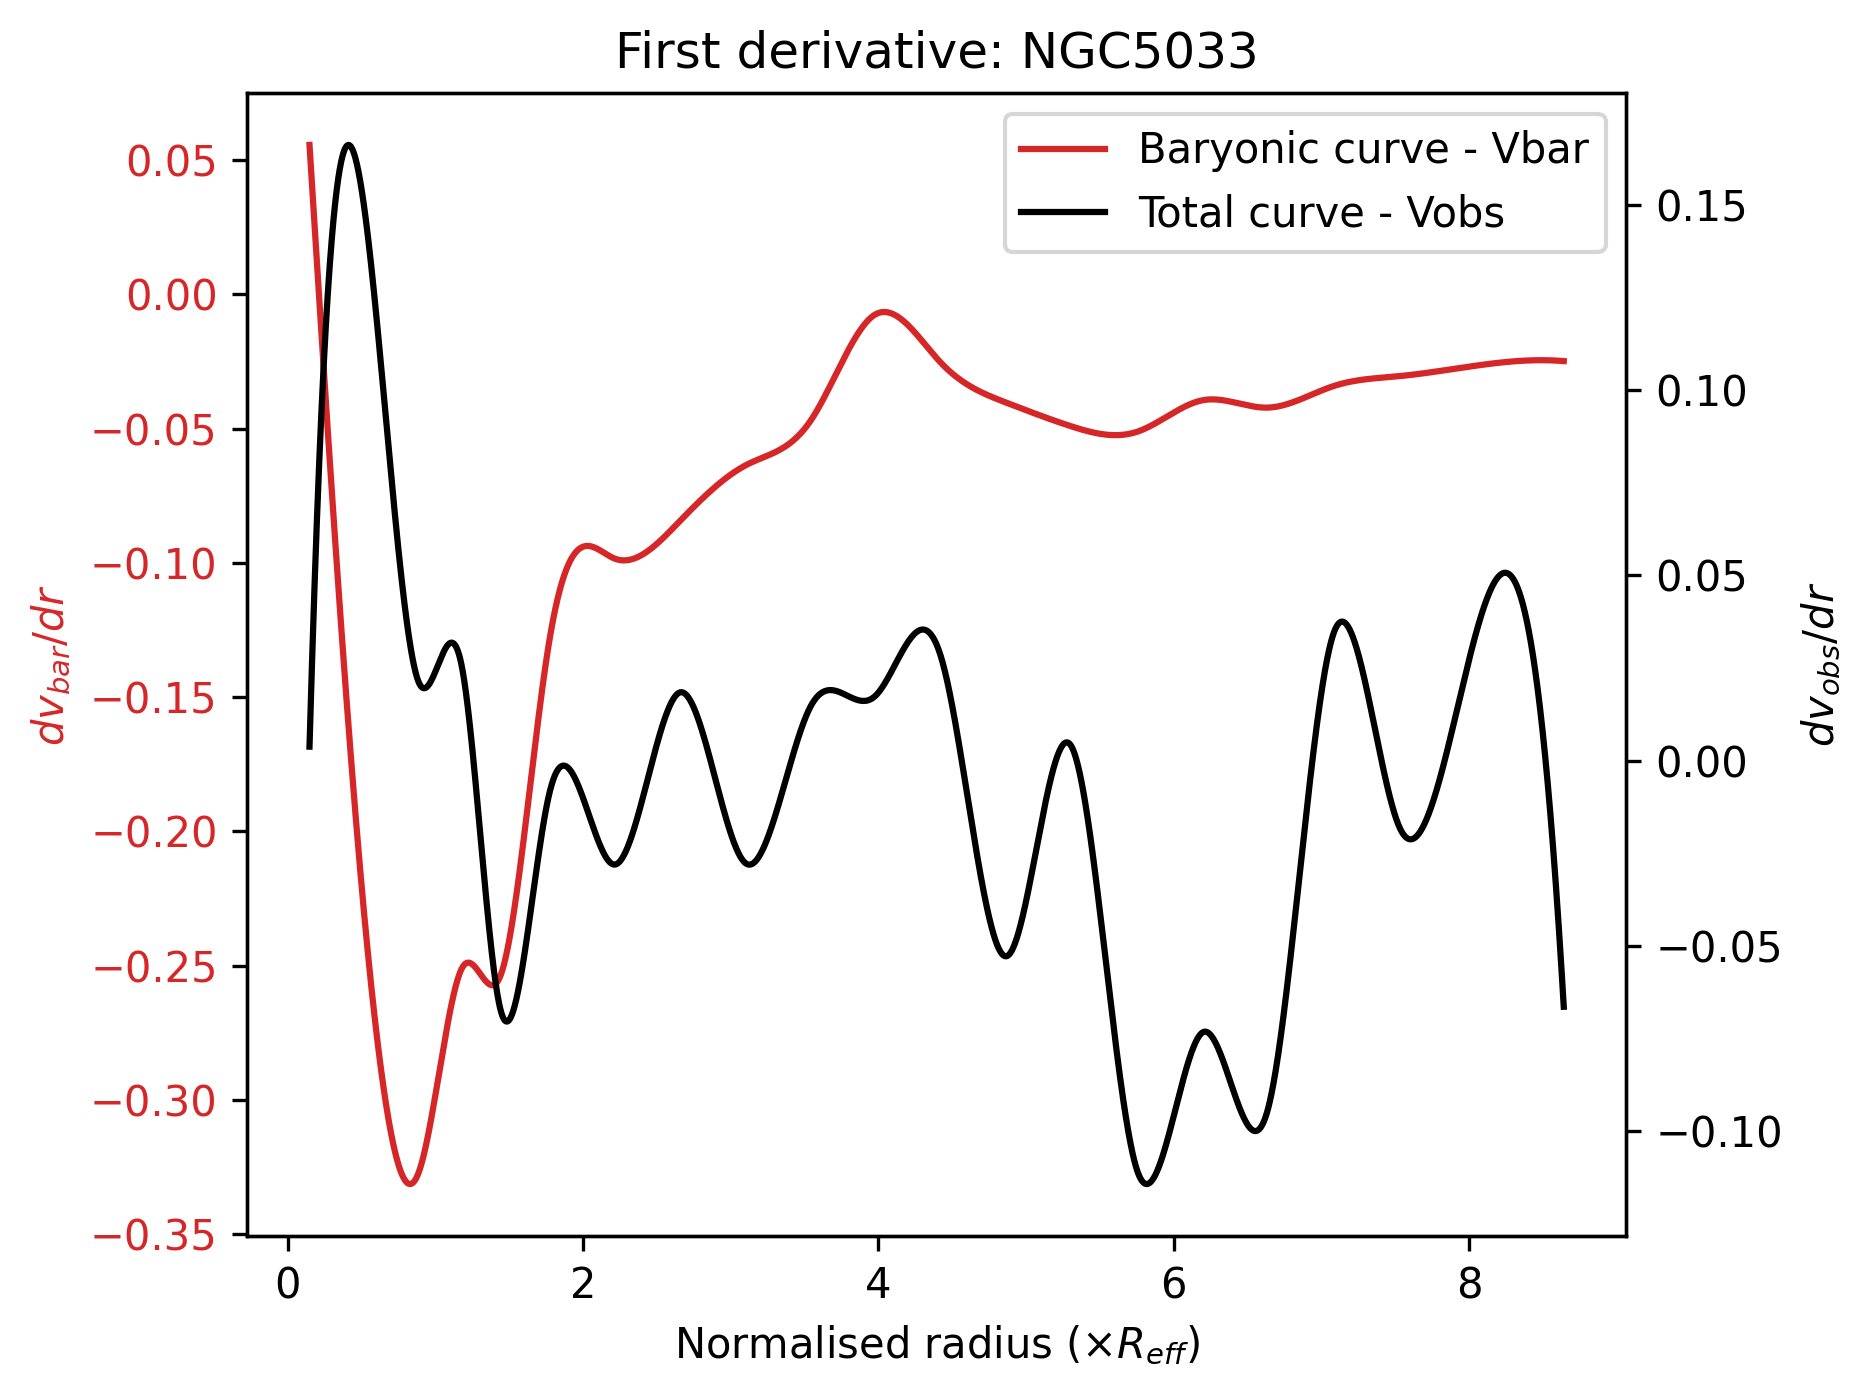 First derivative: NGC5033
Baryonic curve - Vbar
Total curve - Vobs
0.05
0.00
−0.05
−0.10
−0.15
−0.20
−0.25
−0.30
−0.35
dv_bar/dr
0.15
0.10
0.05
0.00
−0.05
−0.10
dv_obs/dr
0 2 4 6 8
Normalised radius (×R_eff)